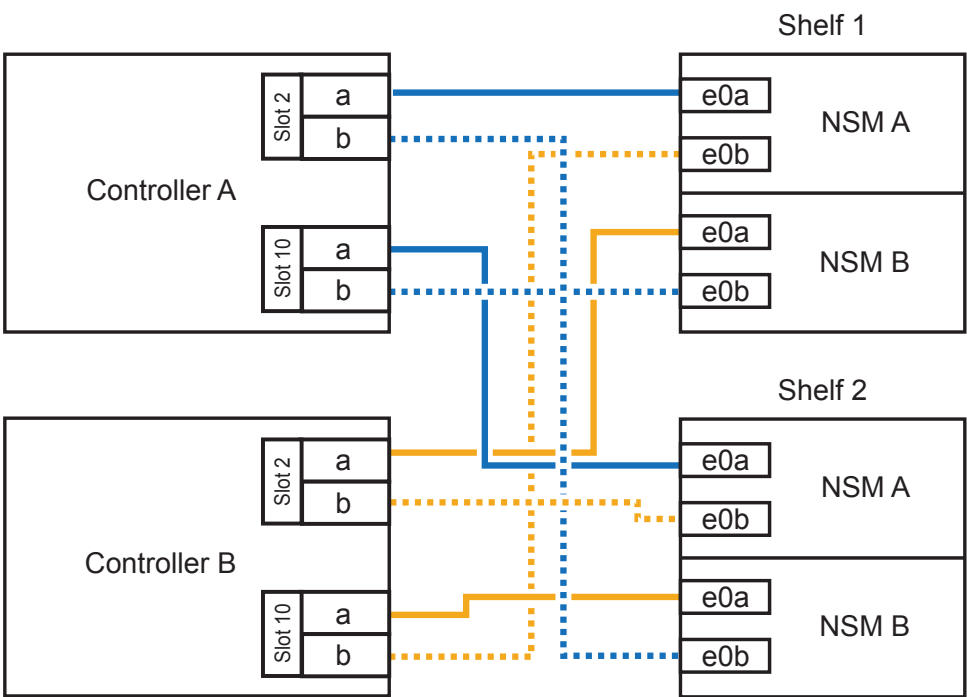 Shelf 1
Controller A
Slot 2
a
b
Slot 10
a
b
e0a
e0b
NSM A
e0a
e0b
NSM B
Shelf 2
Controller B
Slot 2
a
b
Slot 10
a
b
e0a
e0b
NSM A
e0a
e0b
NSM B